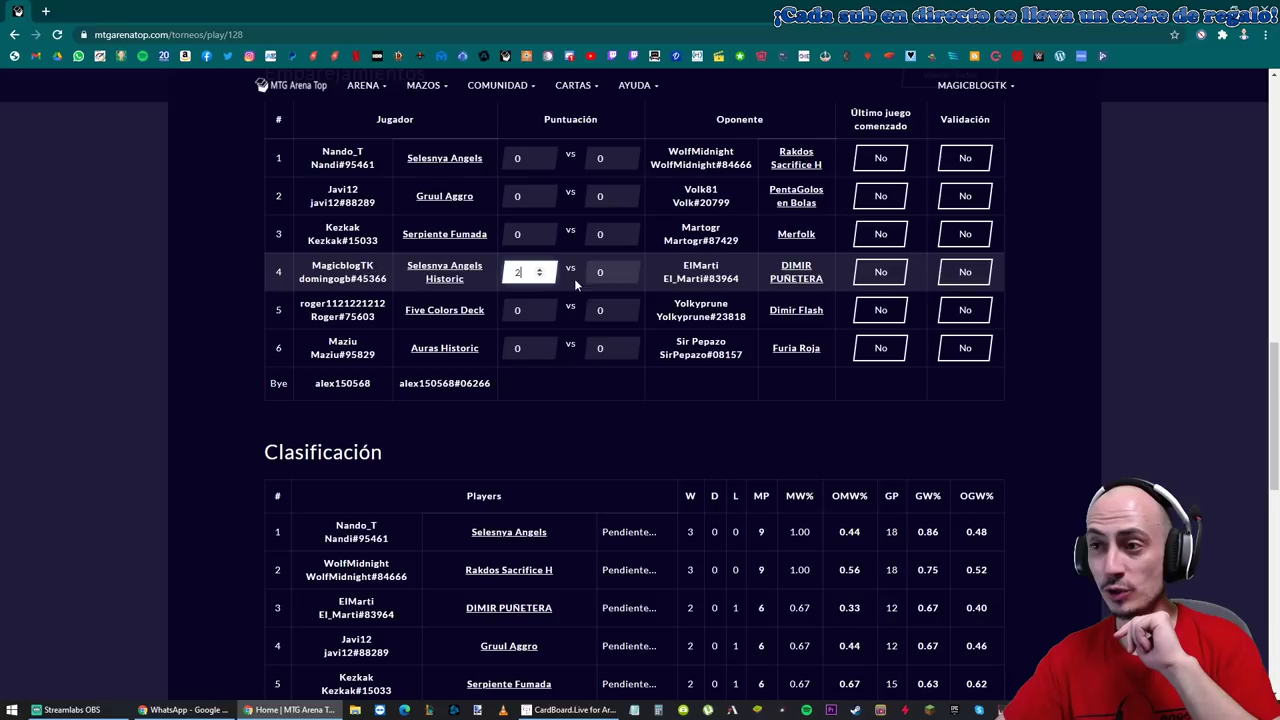 ¡Cada sub en directo se lleva un cofre de regalo!
mtgarenatop.com/torneos/play/128
Emparejamientos
MTG Arena Top
ARENA
MAZOS
COMUNIDAD
CARTAS
AYUDA
MAGICBLOGTK
# Jugador Puntuación Oponente Último juego comenzado Validación
1 Nando_T Nandi#95461 Selesnya Angels 0 vs 0 WolfMidnight WolfMidnight#84666 Rakdos Sacrifice H No No
2 Javi12 javi12#88289 Gruul Aggro 0 vs 0 Volk81 Volk#20799 PentaGolos en Bolas No No
3 Kezkak Kezkak#15033 Serpiente Fumada 0 vs 0 Martogr Martogr#87429 Merfolk No No
4 MagicblogTK domingogb#45366 Selesnya Angels Historic 2 vs 0 ElMarti El_Marti#83964 DIMIR PUÑETERA No No
5 roger1121221212 Roger#75603 Five Colors Deck 0 vs 0 Yolkyprune Yolkyprune#23818 Dimir Flash No No
6 Maziu Maziu#95829 Auras Historic 0 vs 0 Sir Pepazo SirPepazo#08157 Furia Roja No No
Bye alex150568 alex150568#06266
Clasificación
# Players W D L MP MW% OMW% GP GW% OGW%
1 Nando_T Nandi#95461 Selesnya Angels Pendiente... 3 0 0 9 1.00 0.44 18 0.86 0.48
2 WolfMidnight WolfMidnight#84666 Rakdos Sacrifice H Pendiente... 3 0 0 9 1.00 0.56 18 0.75 0.52
3 ElMarti El_Marti#83964 DIMIR PUÑETERA Pendiente... 2 0 1 6 0.67 0.33 12 0.67 0.40
4 Javi12 javi12#88289 Gruul Aggro Pendiente... 2 0 1 6 0.67 0.44 12 0.67 0.46
5 Kezkak Kezkak#15033 Serpiente Fumada Pendiente... 2 0 1 6 0.67 0.67 15 0.63 0.62
Streamlabs OBS
WhatsApp - Google ...
Home | MTG Arena T...
CardBoard.Live for Ar...